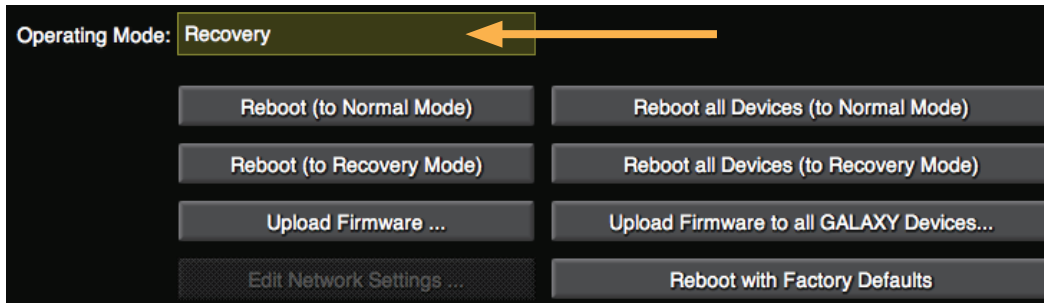 Operating Mode: Recovery
Reboot (to Normal Mode) Reboot all Devices (to Normal Mode)
Reboot (to Recovery Mode) Reboot all Devices (to Recovery Mode)
Upload Firmware ... Upload Firmware to all GALAXY Devices...
Edit Network Settings ... Reboot with Factory Defaults